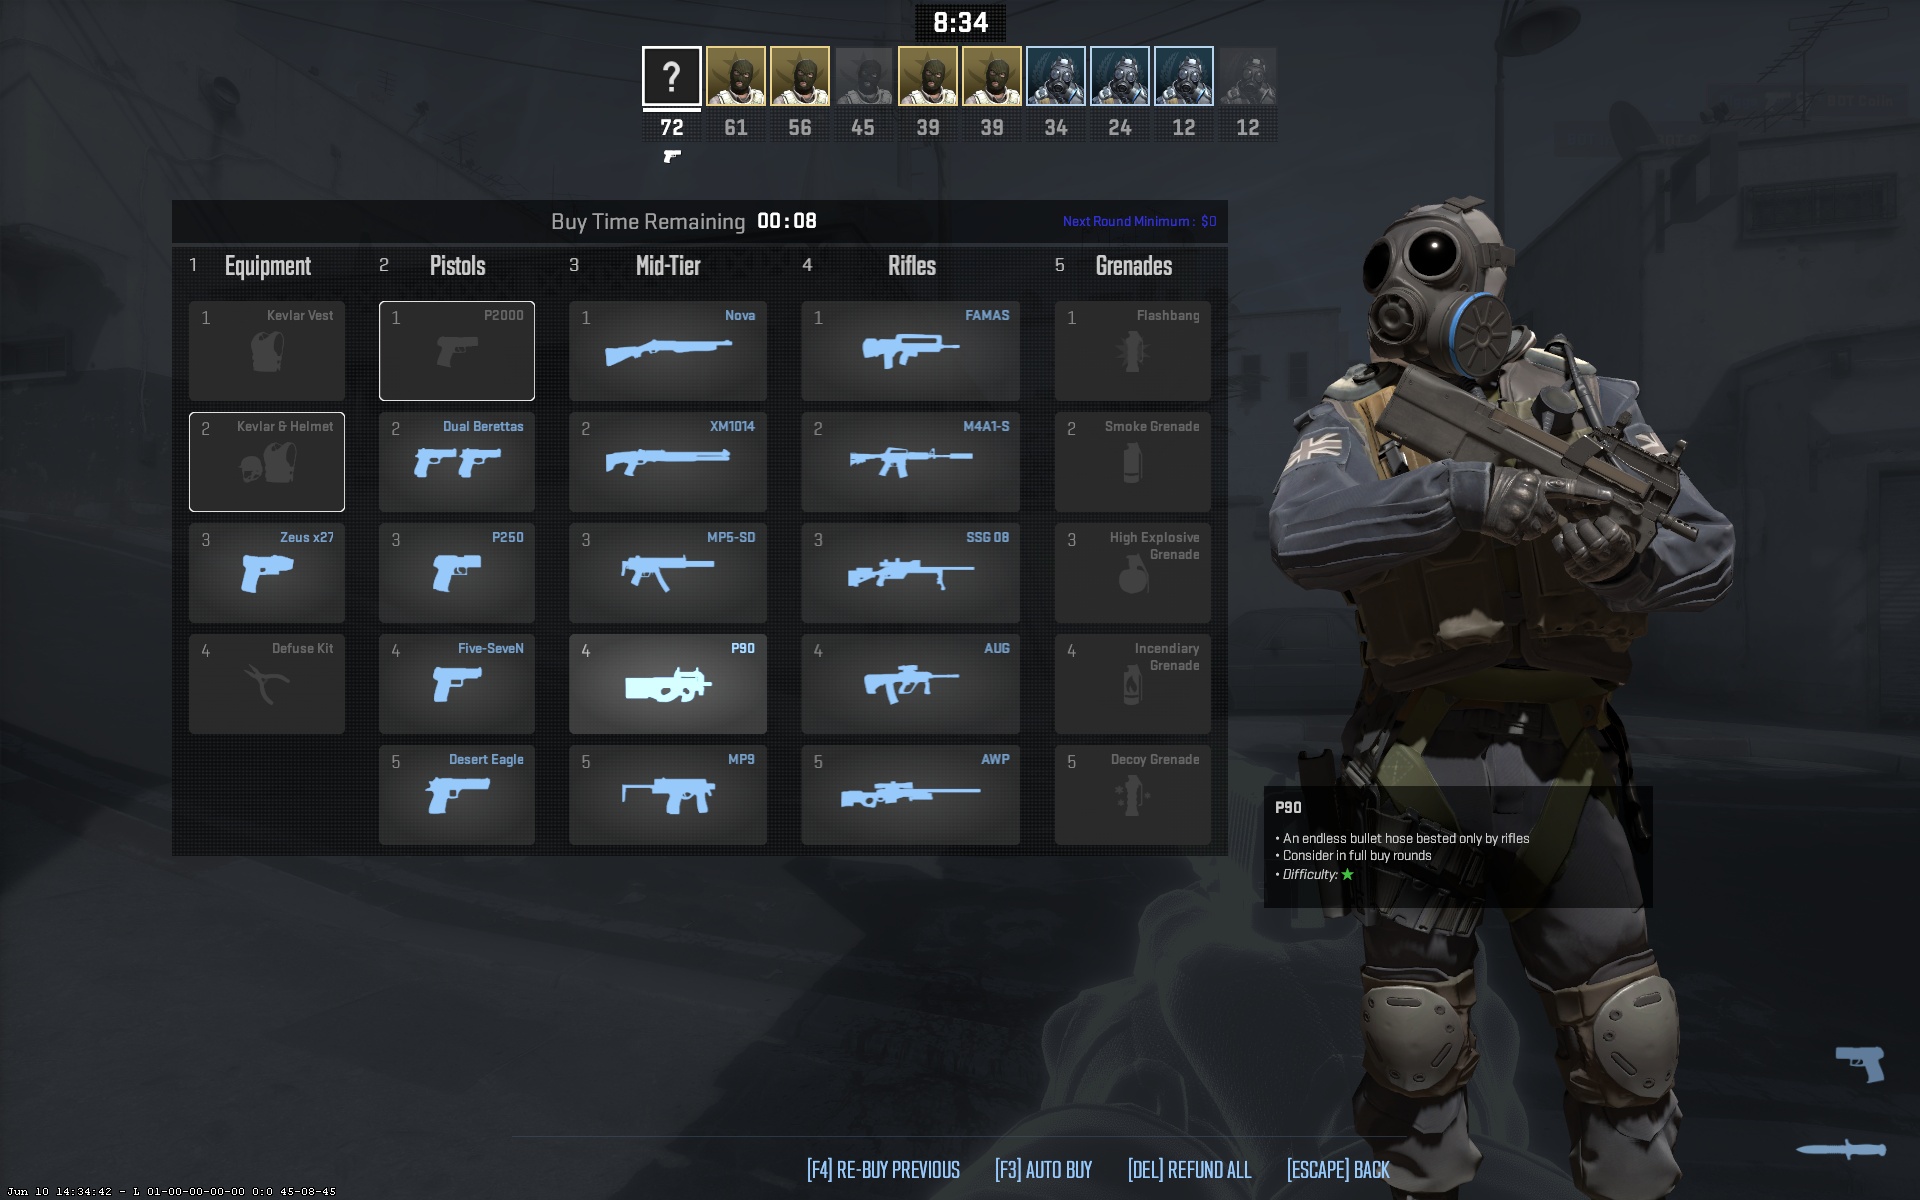 8:34
?
72 61 56 45 39 39 34 24 12 12
Buy Time Remaining 00:08
Next Round Minimum : $0
1 Equipment
2 Pistols
3 Mid-Tier
4 Rifles
5 Grenades
1 Kevlar Vest
1 P2000
1 Nova
1 FAMAS
1 Flashbang
2 Kevlar & Helmet
2 Dual Berettas
2 XM1014
2 M4A1-S
2 Smoke Grenade
3 Zeus x27
3 P250
3 MP5-SD
3 SSG 08
3 High Explosive
Grenade
4 Defuse Kit
4 Five-SeveN
4 P90
4 AUG
4 Incendiary
Grenade
5 Desert Eagle
5 MP9
5 AWP
5 Decoy Grenade
P90
• An endless bullet hose bested only by rifles
• Consider in full buy rounds
• Difficulty: ★
[F4] RE-BUY PREVIOUS
[F3] AUTO BUY
[DEL] REFUND ALL
[ESCAPE] BACK
Jun 10 14:34:42 - L 01-00-00-00-00 0:0 45-08-45